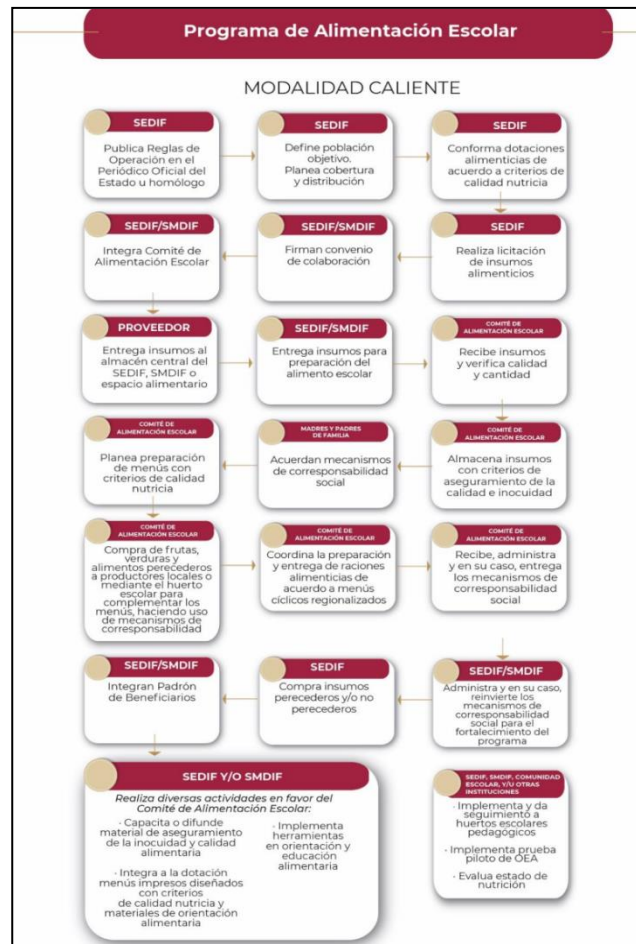 Programa de Alimentación Escolar
MODALIDAD CALIENTE
SEDIF
Publica Reglas de
Operación en el
Periódico Oficial del
Estado u homólogo
SEDIF
Define población
objetivo.
Planea cobertura
y distribución
SEDIF
Conforma dotaciones
alimenticias de
acuerdo a criterios de
calidad nutricia
SEDIF/SMDIF
Integra Comité de
Alimentación Escolar
SEDIF/SMDIF
Firman convenio
de colaboración
SEDIF
Realiza licitación
de insumos
alimenticios
PROVEEDOR
Entrega insumos al
almacén central del
SEDIF, SMDIF o
espacio alimentario
SEDIF/SMDIF
Entrega insumos para
preparación del
alimento escolar
COMITÉ DE
ALIMENTACIÓN ESCOLAR
Recibe insumos
y verifica calidad
y cantidad
COMITÉ DE
ALIMENTACIÓN ESCOLAR
Planea preparación
de menús con
criterios de calidad
nutricia
MADRES Y PADRES
DE FAMILIA
Acuerdan mecanismos
de corresponsabilidad
social
COMITÉ DE
ALIMENTACIÓN ESCOLAR
Almacena insumos
con criterios de
aseguramiento de la
calidad e inocuidad
COMITÉ DE
ALIMENTACIÓN ESCOLAR
Compra de frutas,
verduras y
alimentos perecederos
a productores locales o
mediante el huerto
escolar para
complementar los
menús, haciendo uso
de mecanismos de
corresponsabilidad
COMITÉ DE
ALIMENTACIÓN ESCOLAR
Coordina la preparación
y entrega de raciones
alimenticias de
acuerdo a menús
cíclicos regionalizados
COMITÉ DE
ALIMENTACIÓN ESCOLAR
Recibe, administra
y en su caso, entrega
los mecanismos de
corresponsabilidad
social
SEDIF/SMDIF
Integran Padrón
de Beneficiarios
SEDIF
Compra insumos
perecederos y/o no
perecederos
SEDIF/SMDIF
Administra y en su caso,
reinvierte los
mecanismos de
corresponsabilidad
social para el
fortalecimiento del
programa
SEDIF Y/O SMDIF
Realiza diversas actividades en favor del
Comité de Alimentación Escolar:
· Capacita o difunde
material de aseguramiento
de la inocuidad y calidad
alimentaria
· Integra a la dotación
menús impresos diseñados
con criterios
de calidad nutricia y
materiales de orientación
alimentaria
· Implementa
herramientas
en orientación y
educación
alimentaria
SEDIF, SMDIF, COMUNIDAD
ESCOLAR, Y/U OTRAS
INSTITUCIONES
· Implementa y da
seguimiento a
huertos escolares
pedagógicos
· Implementa prueba
piloto de OEA
· Evalua estado de
nutrición